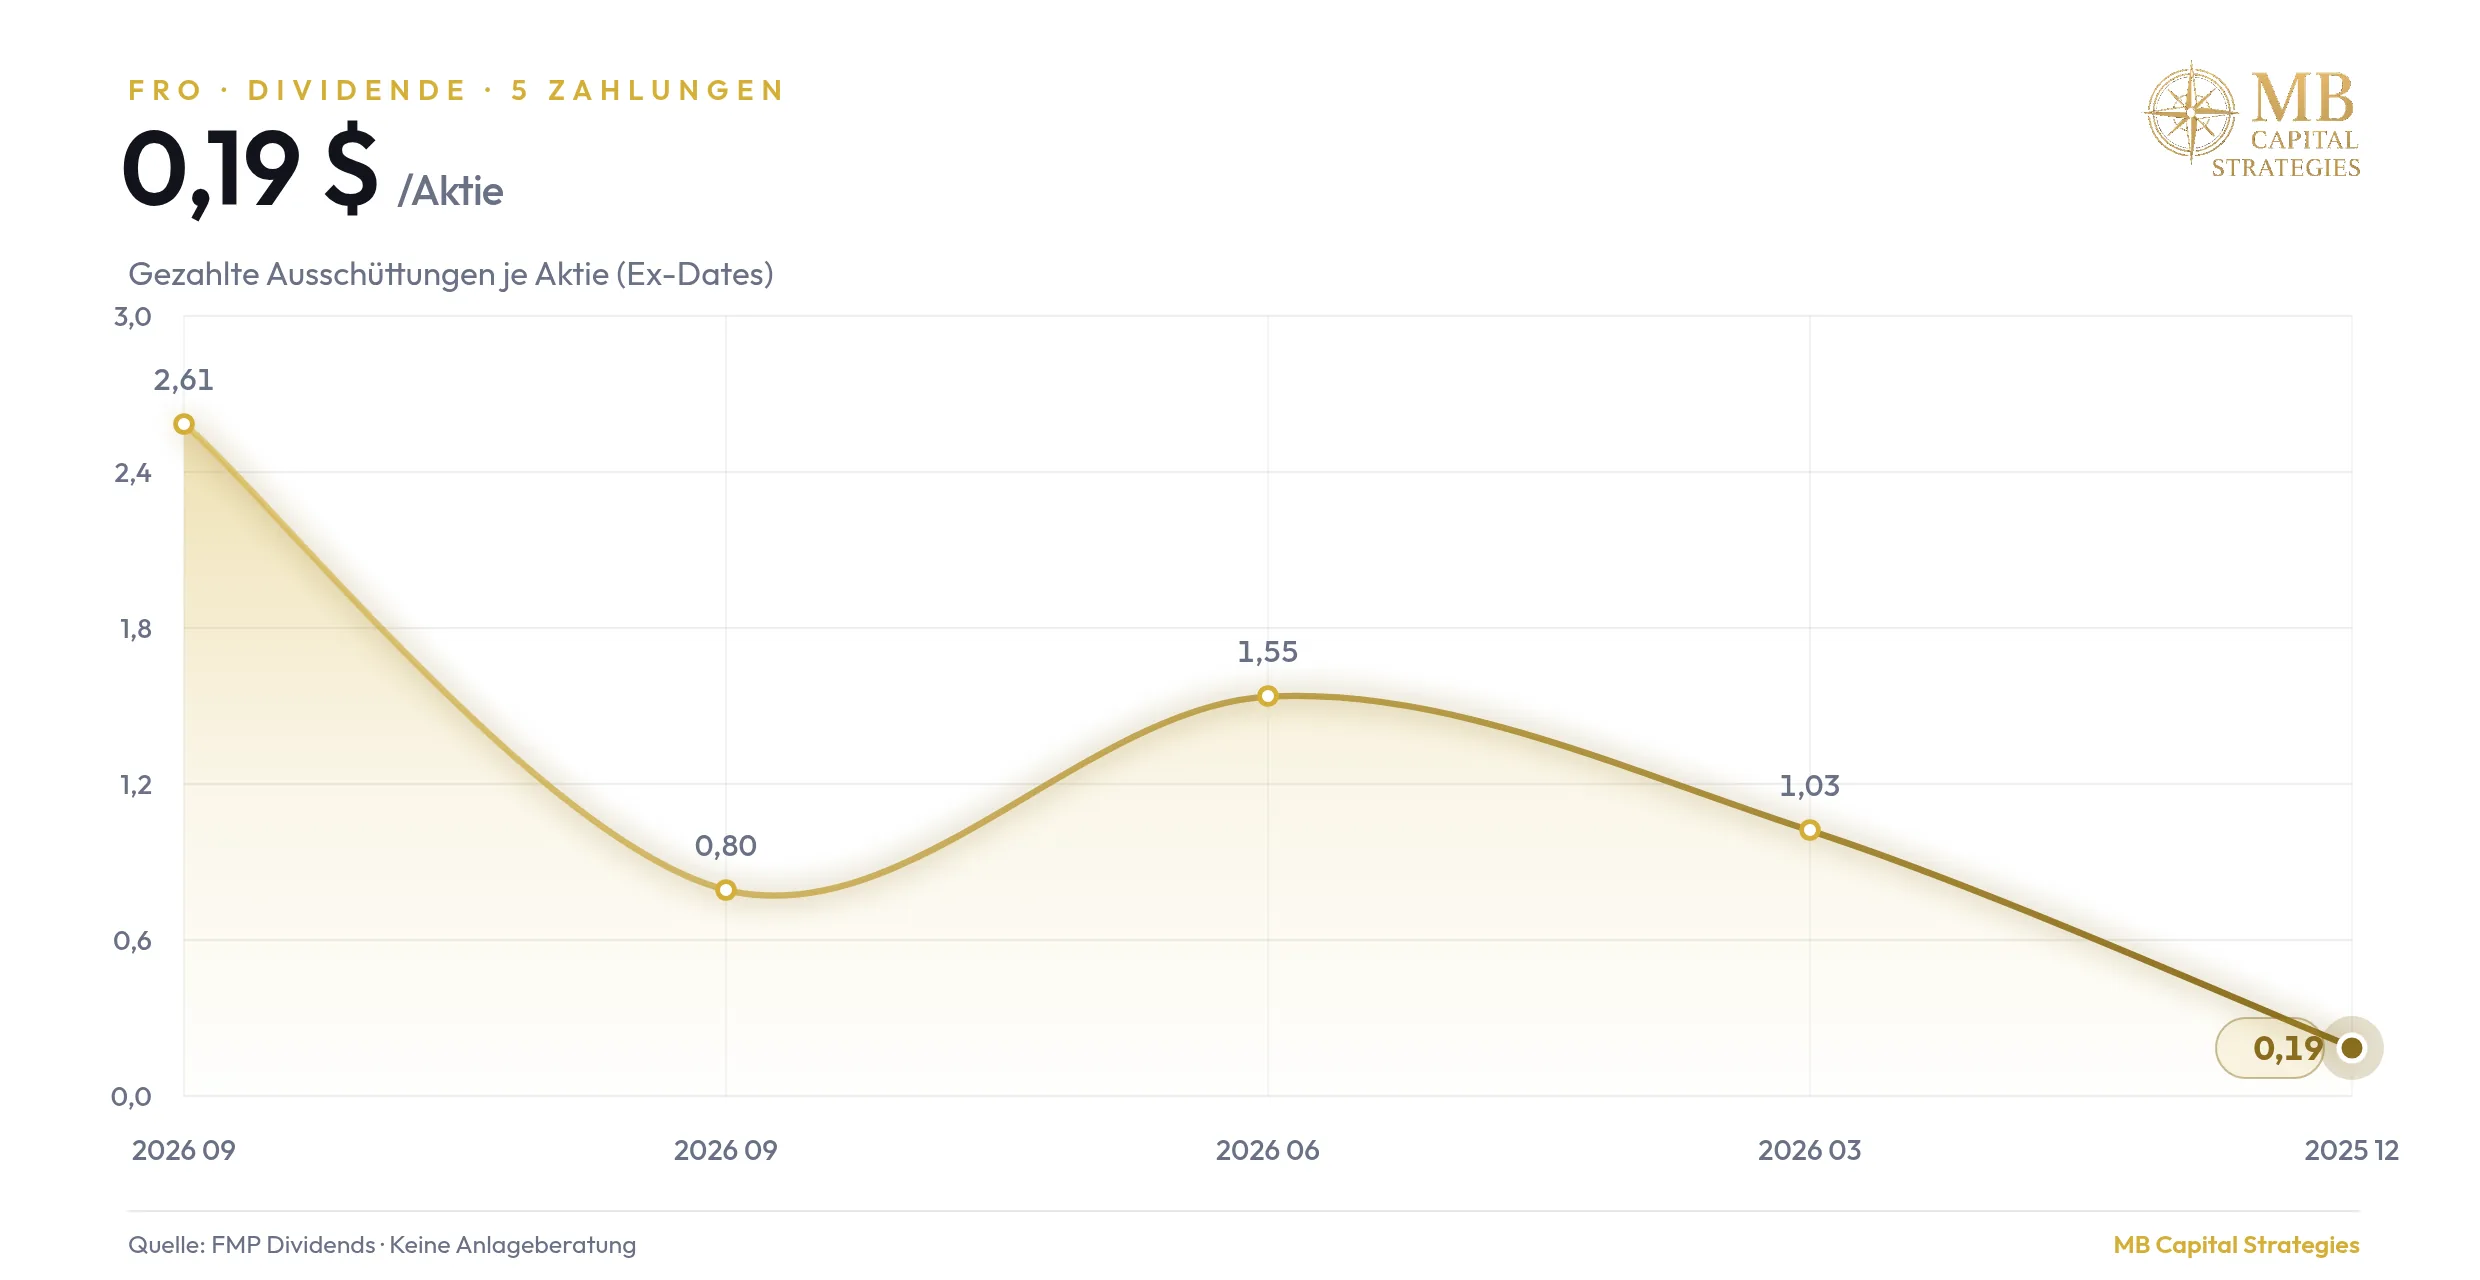 FRO · DIVIDENDE · 5 ZAHLUNGEN
0,19 $ /Aktie
Gezahlte Ausschüttungen je Aktie (Ex-Dates)
MB
CAPITAL
STRATEGIES
3,0
2,4
1,8
1,2
0,6
0,0
2,61
0,80
1,55
1,03
0,19
2026 09
2026 09
2026 06
2026 03
2025 12
Quelle: FMP Dividends · Keine Anlageberatung
MB Capital Strategies